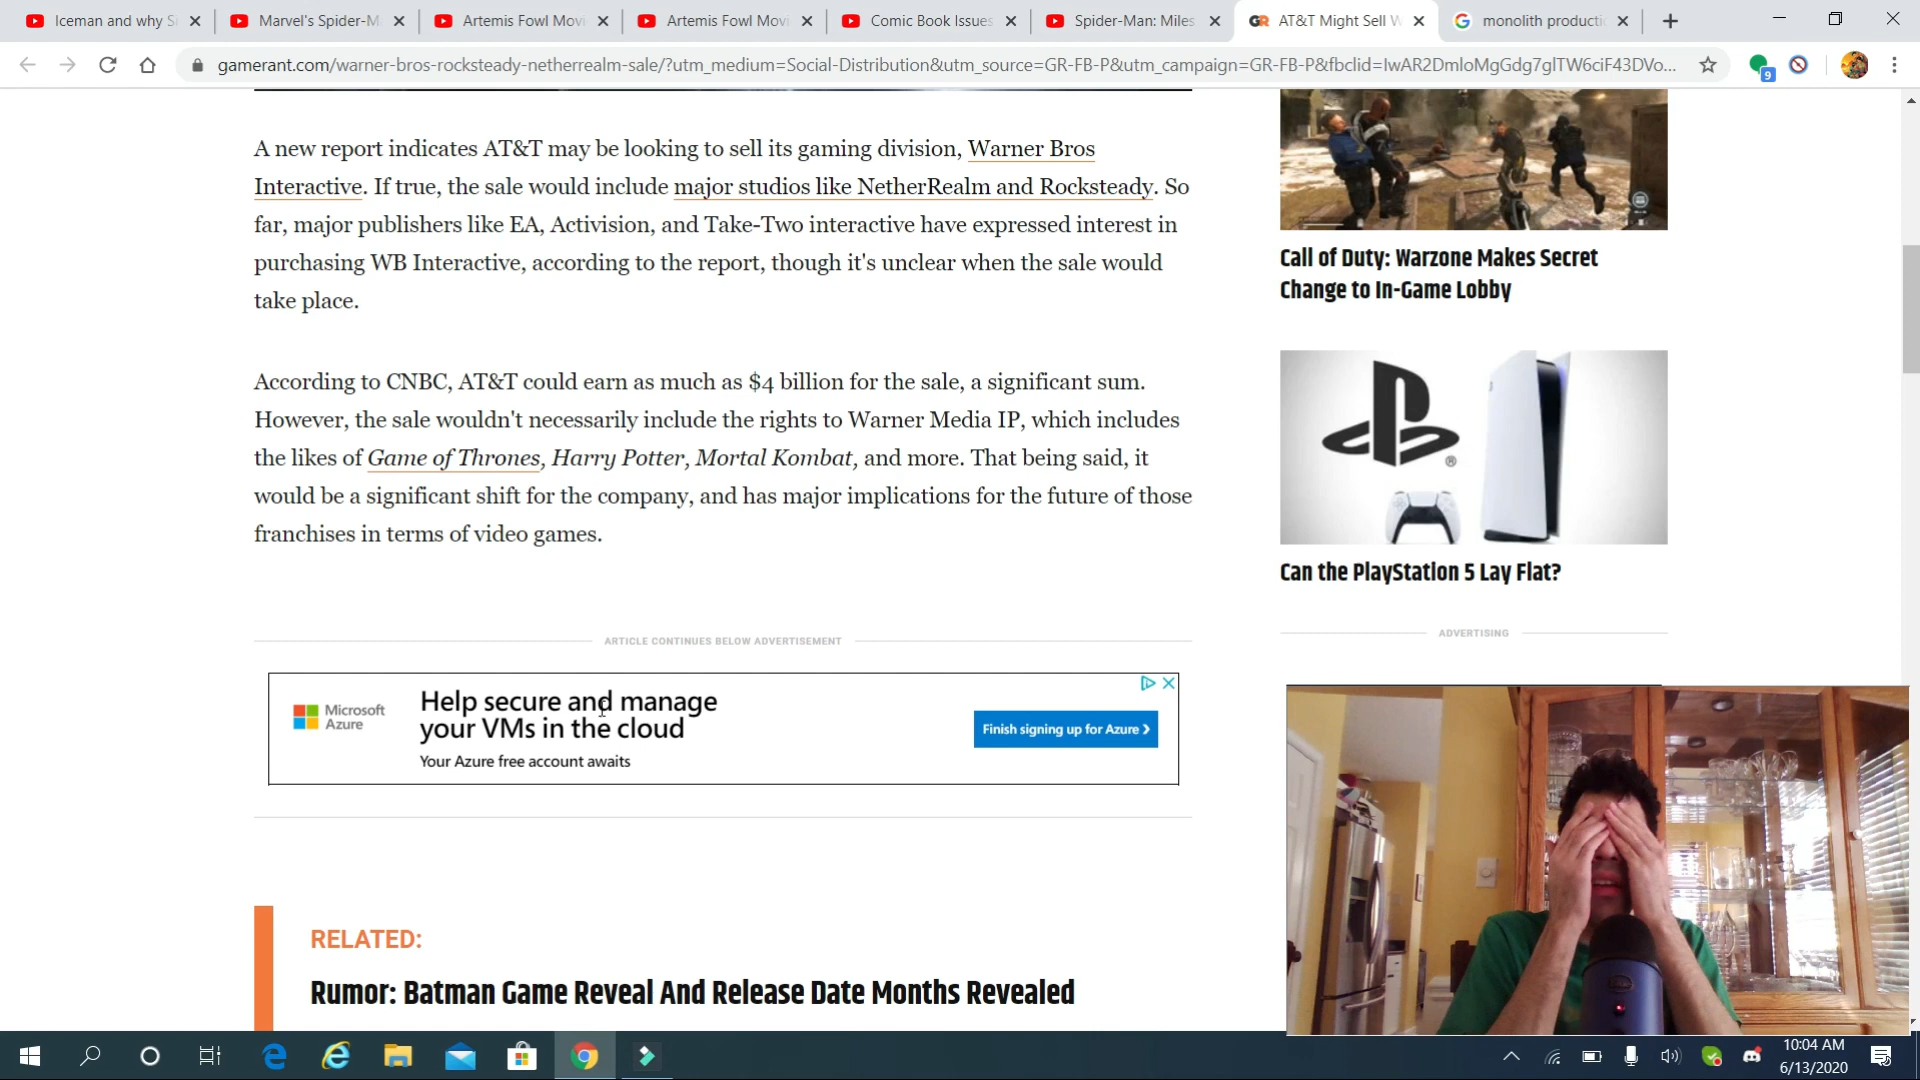 Iceman and why S
Marvel's Spider-M
Artemis Fowl Movi
Artemis Fowl Movi
Comic Book Issues
Spider-Man: Miles
GR AT&T Might Sell W
monolith producti
gamerant.com/warner-bros-rocksteady-netherrealm-sale/?utm_medium=Social-Distribution&utm_source=GR-FB-P&utm_campaign=GR-FB-P&fbclid=IwAR2DmloMgGdg7glTW6ciF43DVo...
9
A new report indicates AT&T may be looking to sell its gaming division, Warner Bros
Interactive. If true, the sale would include major studios like NetherRealm and Rocksteady. So
far, major publishers like EA, Activision, and Take-Two interactive have expressed interest in
purchasing WB Interactive, according to the report, though it's unclear when the sale would
take place.
According to CNBC, AT&T could earn as much as $4 billion for the sale, a significant sum.
However, the sale wouldn't necessarily include the rights to Warner Media IP, which includes
the likes of Game of Thrones, Harry Potter, Mortal Kombat, and more. That being said, it
would be a significant shift for the company, and has major implications for the future of those
franchises in terms of video games.
ARTICLE CONTINUES BELOW ADVERTISEMENT
Microsoft
Azure
Help secure and manage
your VMs in the cloud
Your Azure free account awaits
Finish signing up for Azure
RELATED:
Rumor: Batman Game Reveal And Release Date Months Revealed
Call of Duty: Warzone Makes Secret
Change to In-Game Lobby
Can the PlayStation 5 Lay Flat?
ADVERTISING
10:04 AM
6/13/2020